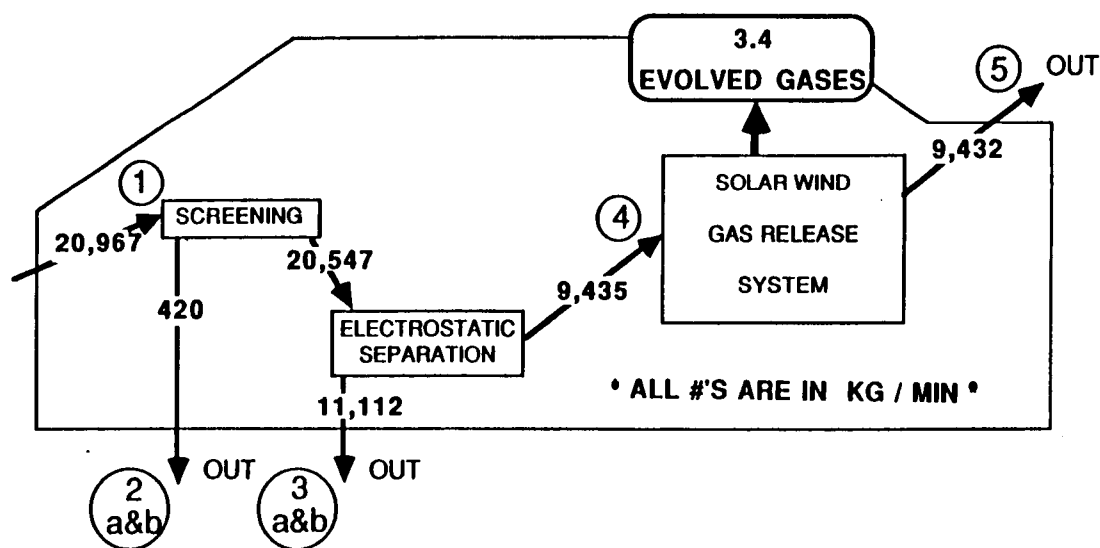 3.4
EVOLVED GASES
5
OUT
9,432
1
SCREENING
20,967
420
20,547
4
9,435
SOLAR WIND
GAS RELEASE
SYSTEM
ELECTROSTATIC
SEPARATION
11,112
* ALL #'S ARE IN KG / MIN *
OUT
2
a&b
OUT
3
a&b